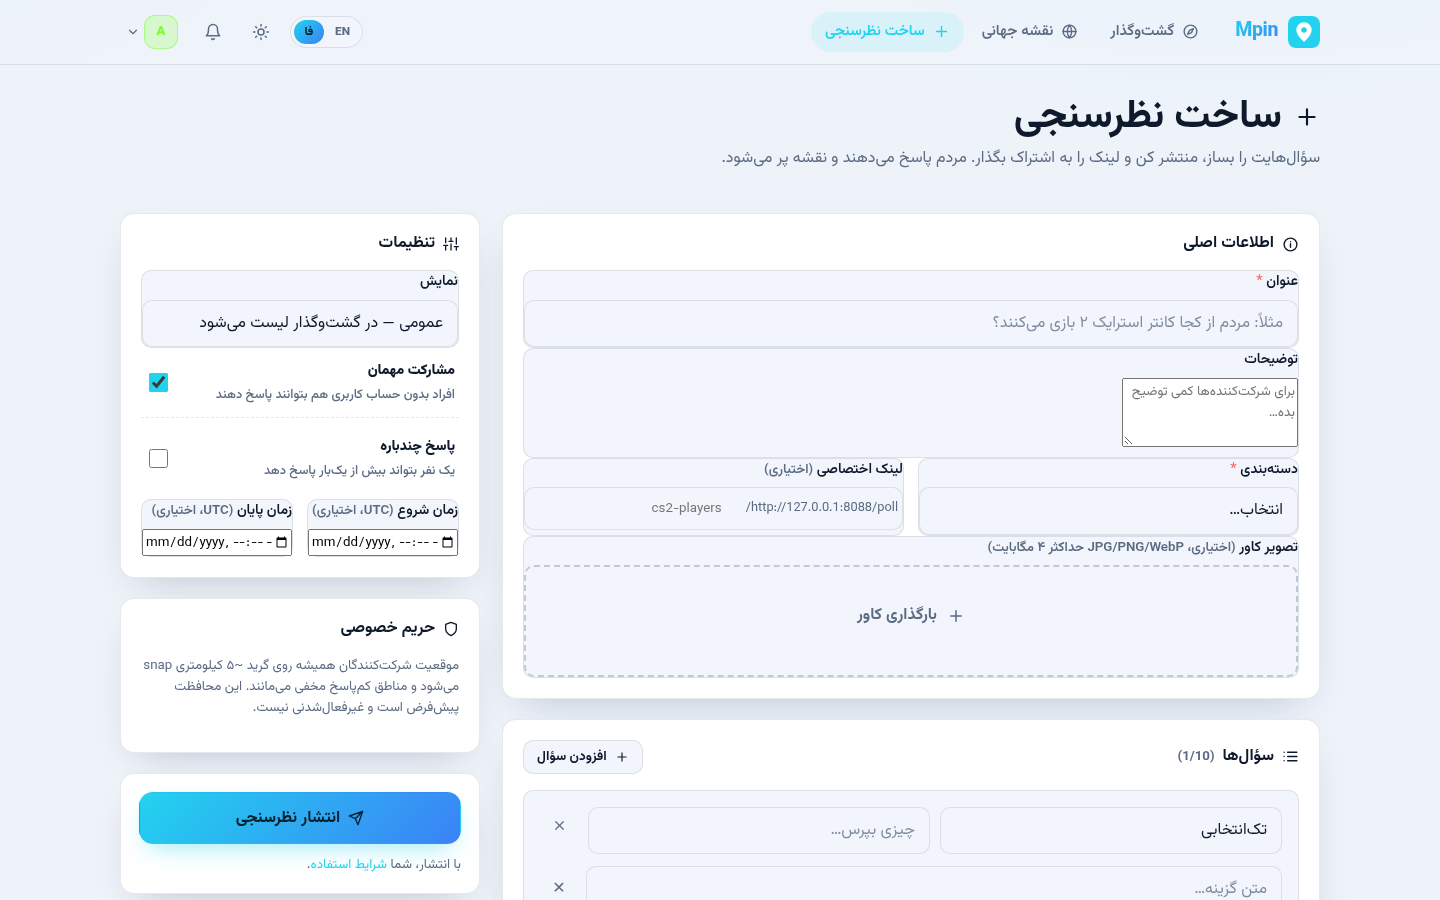 Mpin
گشت‌وگذار
نقشه جهانی
ساخت نظرسنجی
EN
فا
A
ساخت نظرسنجی
سؤال‌هایت را بساز، منتشر کن و لینک را به اشتراک بگذار. مردم پاسخ می‌دهند و نقشه پر می‌شود.
اطلاعات اصلی
عنوان *
مثلاً: مردم از کجا کانتر استرایک ۲ بازی می‌کنند؟
توضیحات
برای شرکت‌کننده‌ها کمی توضیح
بده…
دسته‌بندی *
انتخاب…
لینک اختصاصی (اختیاری)
http://127.0.0.1:8088/poll/
cs2-players
تصویر کاور (اختیاری، JPG/PNG/WebP حداکثر ۴ مگابایت)
بارگذاری کاور
سؤال‌ها (1/10)
افزودن سؤال
تک‌انتخابی
چیزی بپرس…
متن گزینه…
تنظیمات
نمایش
عمومی — در گشت‌وگذار لیست می‌شود
مشارکت مهمان
افراد بدون حساب کاربری هم بتوانند پاسخ دهند
پاسخ چندباره
یک نفر بتواند بیش از یک‌بار پاسخ دهد
زمان شروع (UTC، اختیاری)
mm/dd/yyyy, --:-- -
زمان پایان (UTC، اختیاری)
mm/dd/yyyy, --:-- -
حریم خصوصی
موقعیت شرکت‌کنندگان همیشه روی گرید ~۵ کیلومتری snap
می‌شود و مناطق کم‌پاسخ مخفی می‌مانند. این محافظت
پیش‌فرض است و غیرفعال‌شدنی نیست.
انتشار نظرسنجی
با انتشار، شما شرایط استفاده.